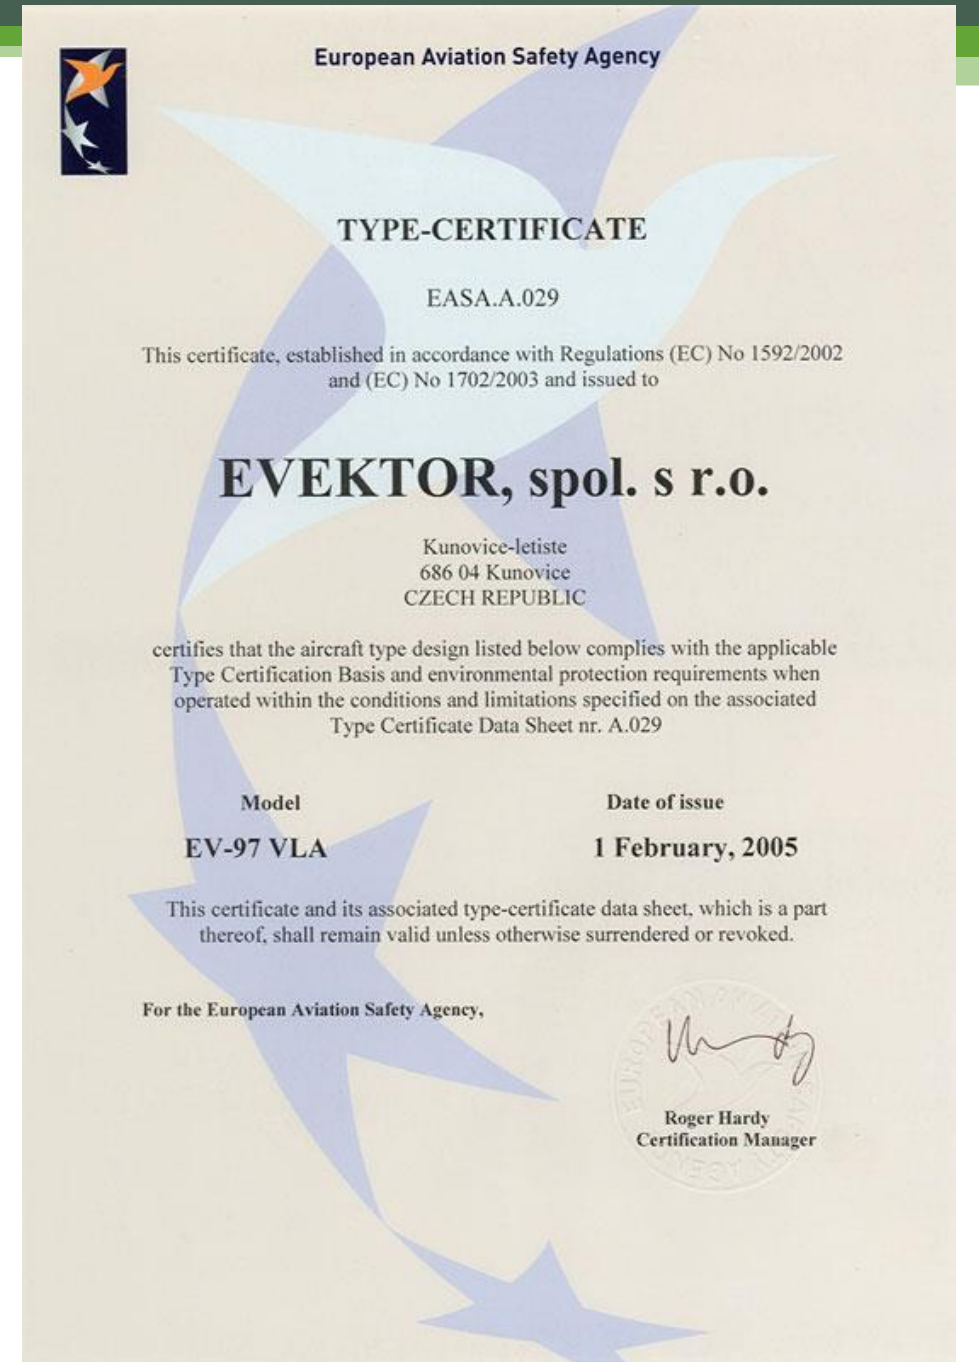 European Aviation Safety Agency
TYPE-CERTIFICATE
EASA.A.029
This certificate, established in accordance with Regulations (EC) No 1592/2002
and (EC) No 1702/2003 and issued to
EVEKTOR, spol. s r.o.
Kunovice-letiste
686 04 Kunovice
CZECH REPUBLIC
certifies that the aircraft type design listed below complies with the applicable
Type Certification Basis and environmental protection requirements when
operated within the conditions and limitations specified on the associated
Type Certificate Data Sheet nr. A.029
Model Date of issue
EV-97 VLA 1 February, 2005
This certificate and its associated type-certificate data sheet, which is a part
thereof, shall remain valid unless otherwise surrendered or revoked.
For the European Aviation Safety Agency,
Roger Hardy
Certification Manager